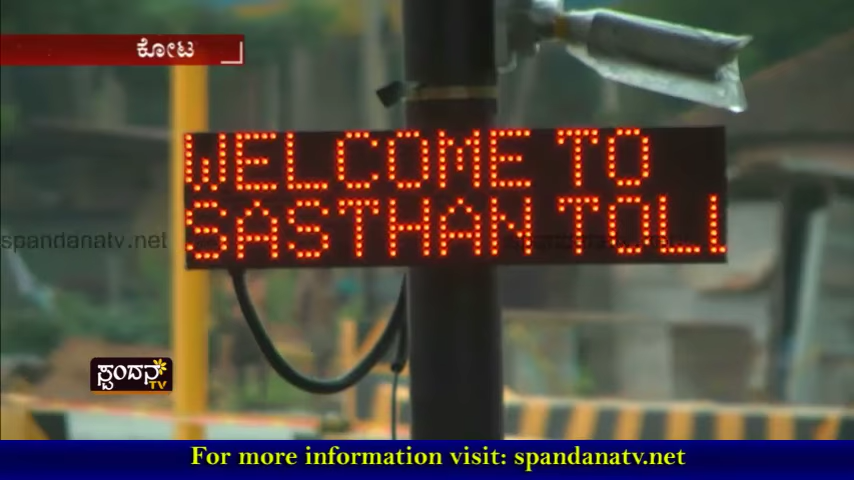 ಕೋಟ
WELCOME TO
SASTHAN TOLL
spandanatv.net
ಸ್ಪಂದನ
TV
For more information visit: spandanatv.net